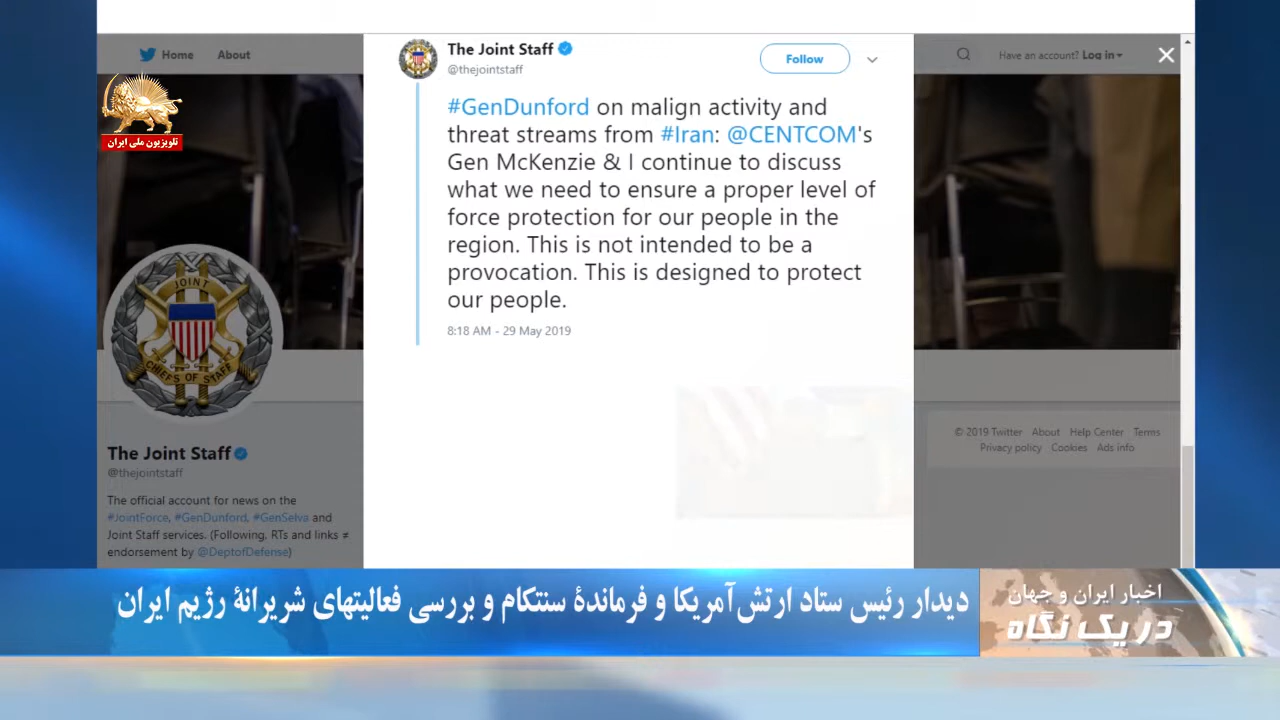 Home About
Have an account? Log in
تلویزیون ملی ایران
The Joint Staff
@thejointstaff
Follow
#GenDunford on malign activity and
threat streams from #Iran: @CENTCOM's
Gen McKenzie & I continue to discuss
what we need to ensure a proper level of
force protection for our people in the
region. This is not intended to be a
provocation. This is designed to protect
our people.
8:18 AM - 29 May 2019
JOINT
CHIEFS OF STAFF
The Joint Staff
@thejointstaff
The official account for news on the
#JointForce, #GenDunford, #GenSelva and
Joint Staff services. (Following, RTs and links ≠
endorsement by @DeptofDefense)
© 2019 Twitter About Help Center Terms
Privacy policy Cookies Ads info
دیدار رئیس ستاد ارتش‌آمریکا و فرماندهٔ سنتکام و بررسی فعالیتهای شریرانهٔ رژیم ایران
اخبار ایران و جهان
در یک نگاه